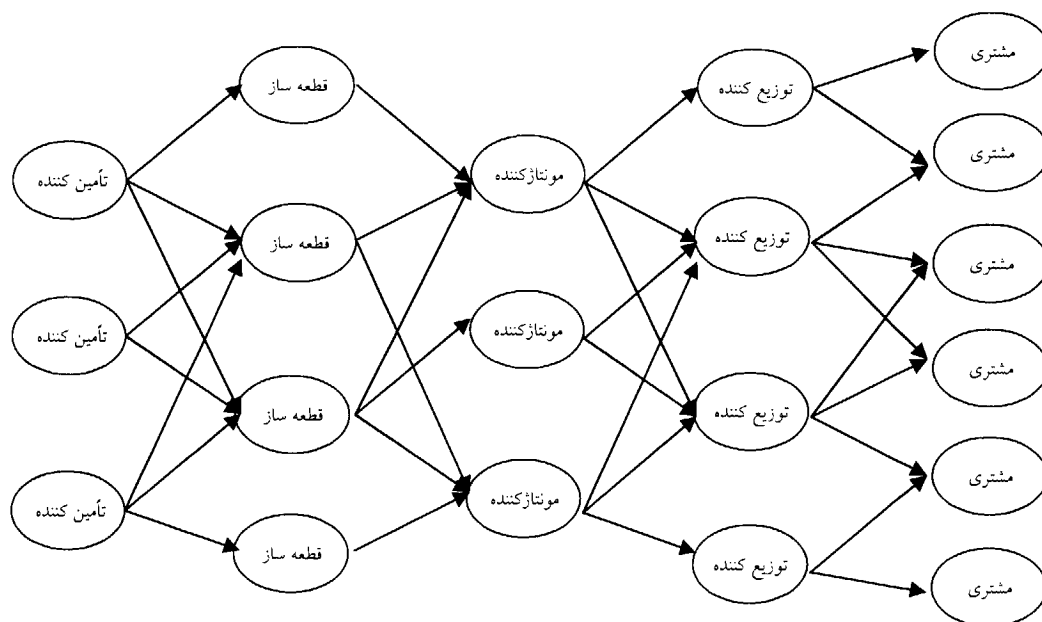 تأمین کننده
تأمین کننده
تأمین کننده
قطعه ساز
قطعه ساز
قطعه ساز
قطعه ساز
مونتاژکننده
مونتاژکننده
مونتاژکننده
توزیع کننده
توزیع کننده
توزیع کننده
توزیع کننده
مشتری
مشتری
مشتری
مشتری
مشتری
مشتری